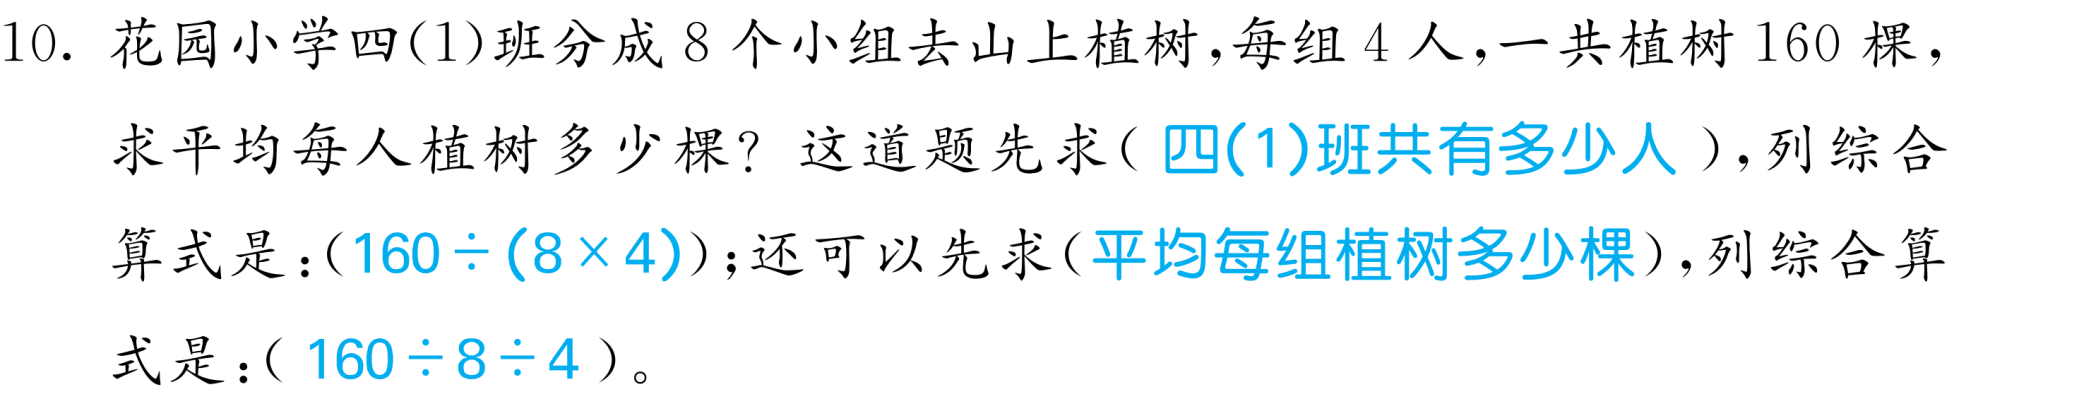 10. 花园小学四(1)班分成 8 个小组去山上植树,每组 4 人,一共植树 160 棵,
求平均每人植树多少棵? 这道题先求( 四(1)班共有多少人 ),列综合
算式是:(160÷(8×4));还可以先求(平均每组植树多少棵),列综合算
式是:( 160÷8÷4 )。